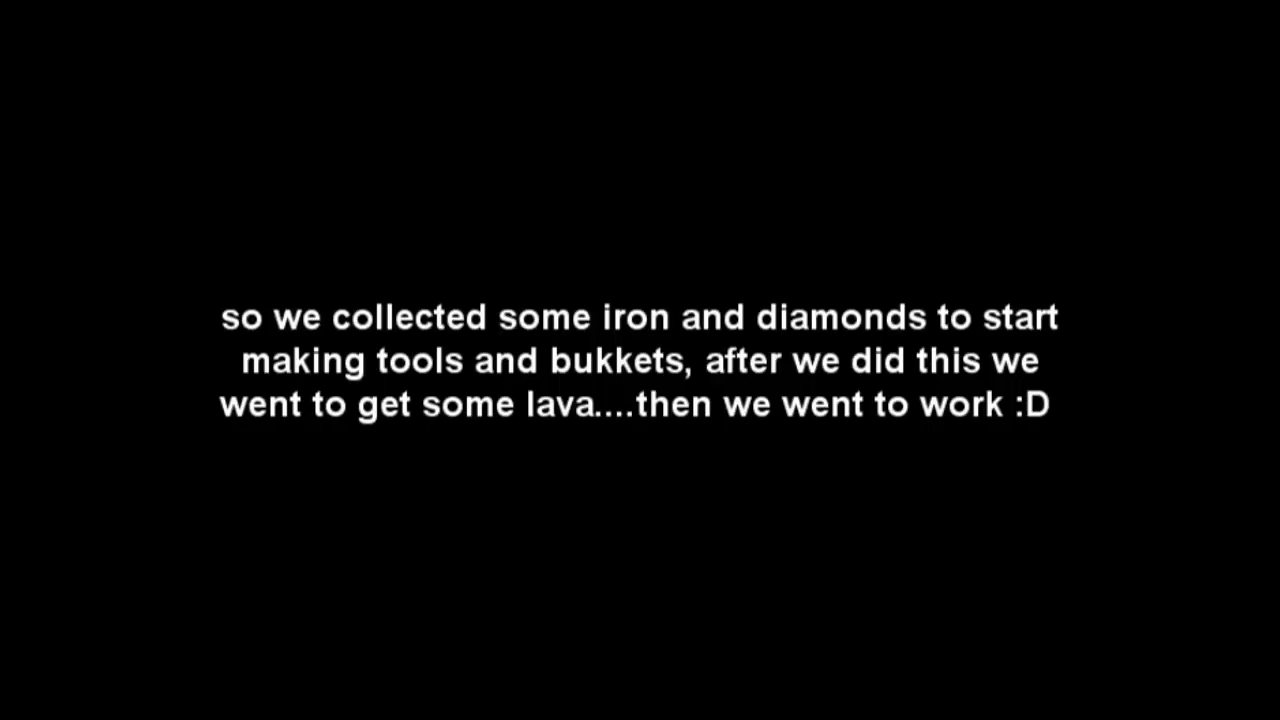 so we collected some iron and diamonds to start
making tools and bukkets, after we did this we
went to get some lava....then we went to work :D